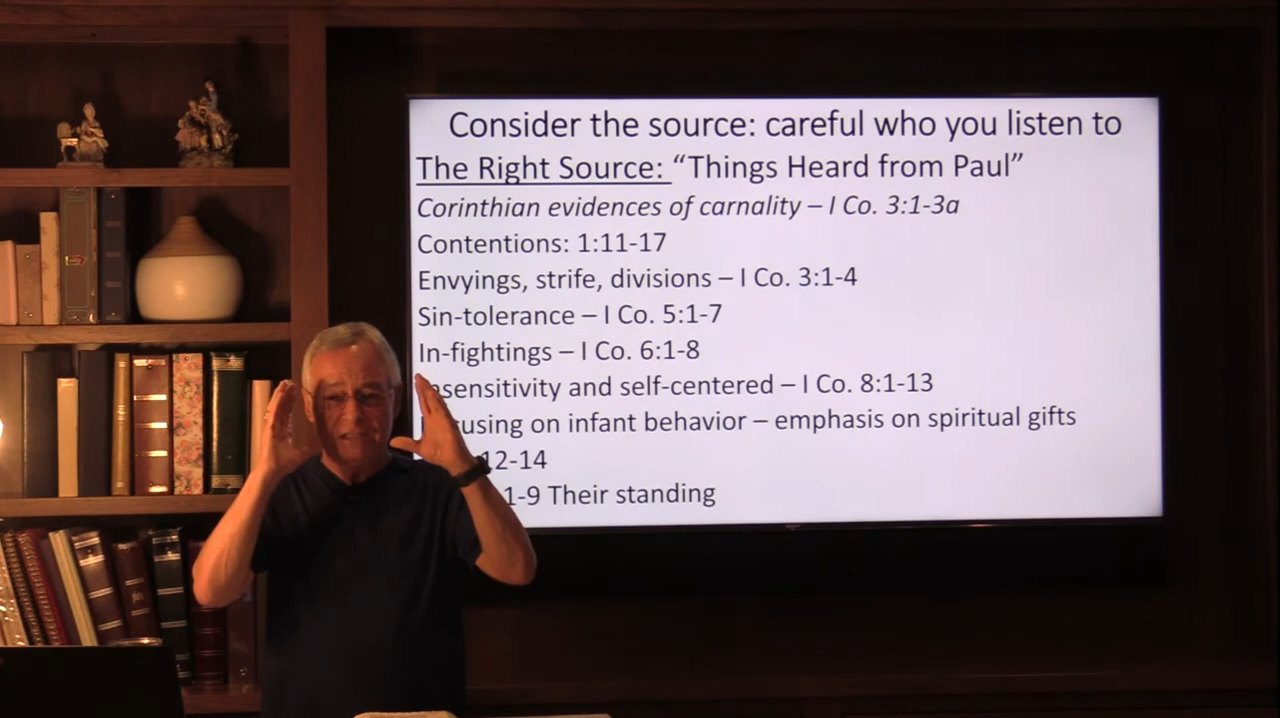 Consider the source: careful who you listen to
The Right Source: “Things Heard from Paul”
Corinthian evidences of carnality – I Co. 3:1-3a
Contentions: 1:11-17
Envyings, strife, divisions – I Co. 3:1-4
Sin-tolerance – I Co. 5:1-7
In-fightings – I Co. 6:1-8
sensitivity and self-centered – I Co. 8:1-13
using on infant behavior – emphasis on spiritual gifts
12-14
1-9 Their standing